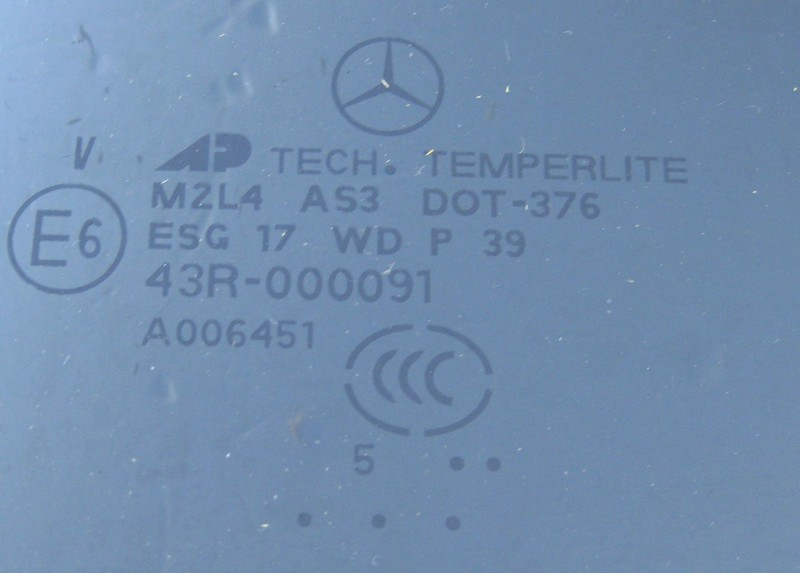 V AP TECH. TEMPERLITE
M2L4 AS3 DOT-376
E6 ESG 17 WD P 39
43R-000091
A006451
CCC
5 ••
•••